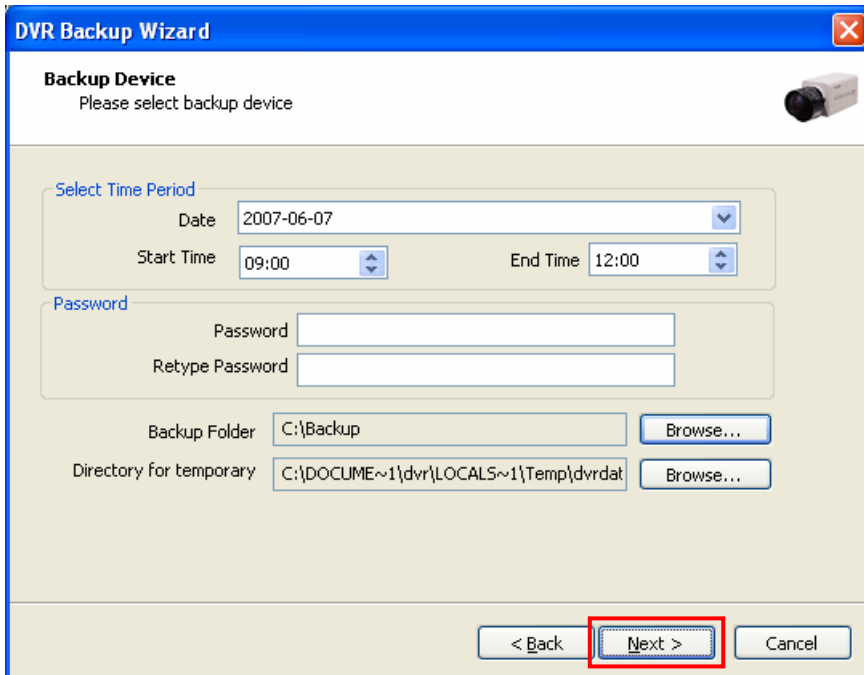 DVR Backup Wizard
Backup Device
Please select backup device
Select Time Period
Date 2007-06-07
Start Time 09:00 End Time 12:00
Password
Password
Retype Password
Backup Folder C:\Backup Browse...
Directory for temporary C:\DOCUME~1\dvr\LOCALS~1\Temp\dvrdat Browse...
< Back Next > Cancel